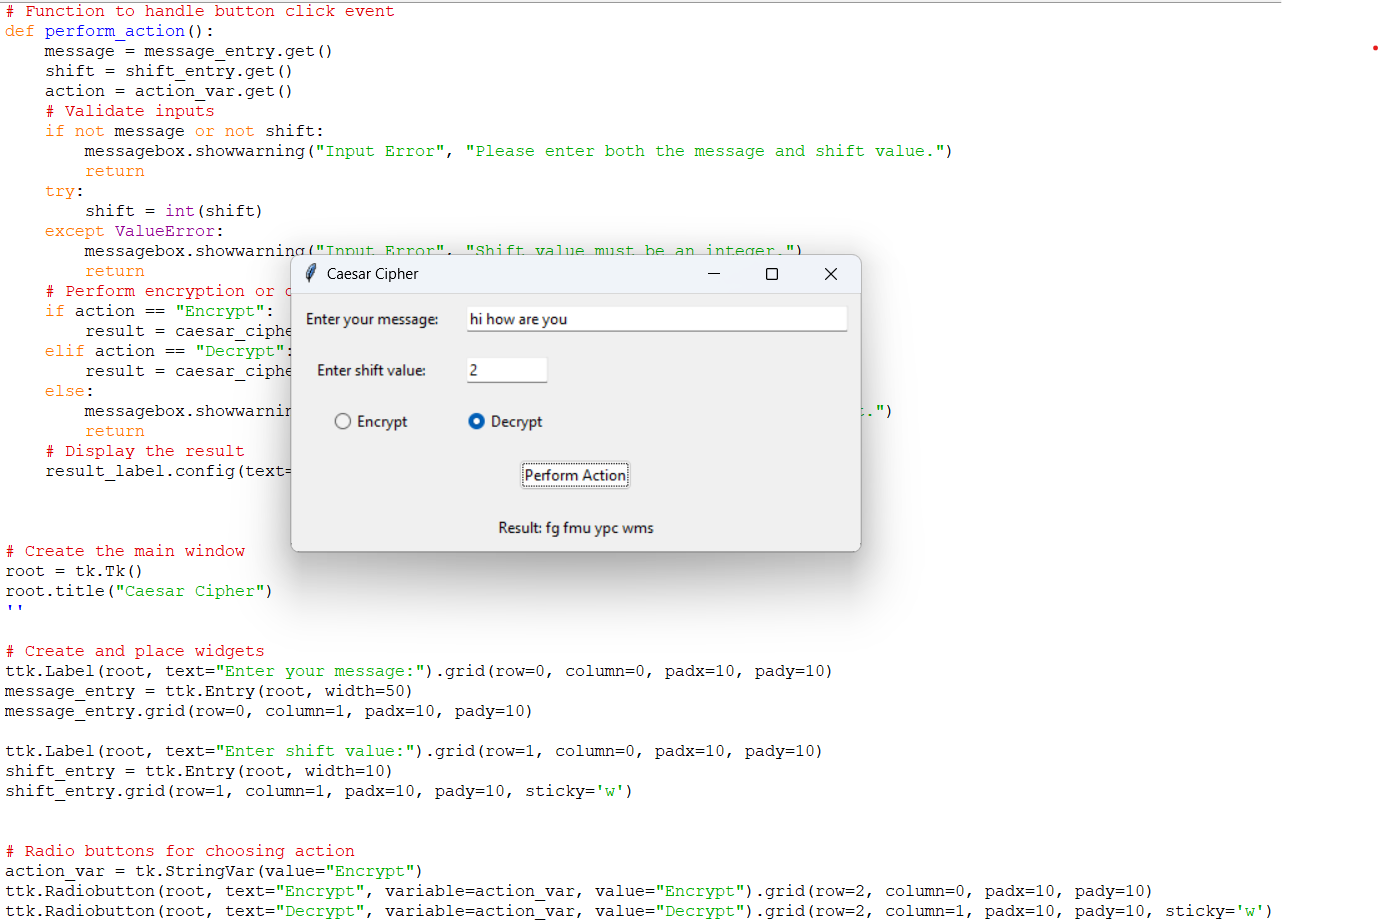 # Function to handle button click event
def perform_action():
    message = message_entry.get()
    shift = shift_entry.get()
    action = action_var.get()
    # Validate inputs
    if not message or not shift:
        messagebox.showwarning("Input Error", "Please enter both the message and shift value.")
        return
    try:
        shift = int(shift)
    except ValueError:
        messagebox.showwarning("Input Error", "Shift value must be an integer.")
        return
    # Perform encryption or
    if action == "Encrypt":
        result =
    elif action == "Decrypt":
        result =
    else:
        .")
        return
    # Display the result
    result_label.config(text=
Caesar Cipher
Enter your message: hi how are you
Enter shift value: 2
Encrypt Decrypt
Perform Action
Result: fg fmu ypc wms
# Create the main window
root = tk.Tk()
root.title("Caesar Cipher")
''
# Create and place widgets
ttk.Label(root, text="Enter your message:").grid(row=0, column=0, padx=10, pady=10)
message_entry = ttk.Entry(root, width=50)
message_entry.grid(row=0, column=1, padx=10, pady=10)
ttk.Label(root, text="Enter shift value:").grid(row=1, column=0, padx=10, pady=10)
shift_entry = ttk.Entry(root, width=10)
shift_entry.grid(row=1, column=1, padx=10, pady=10, sticky='w')
# Radio buttons for choosing action
action_var = tk.StringVar(value="Encrypt")
ttk.Radiobutton(root, text="Encrypt", variable=action_var, value="Encrypt").grid(row=2, column=0, padx=10, pady=10)
ttk.Radiobutton(root, text="Decrypt", variable=action_var, value="Decrypt").grid(row=2, column=1, padx=10, pady=10, sticky='w')